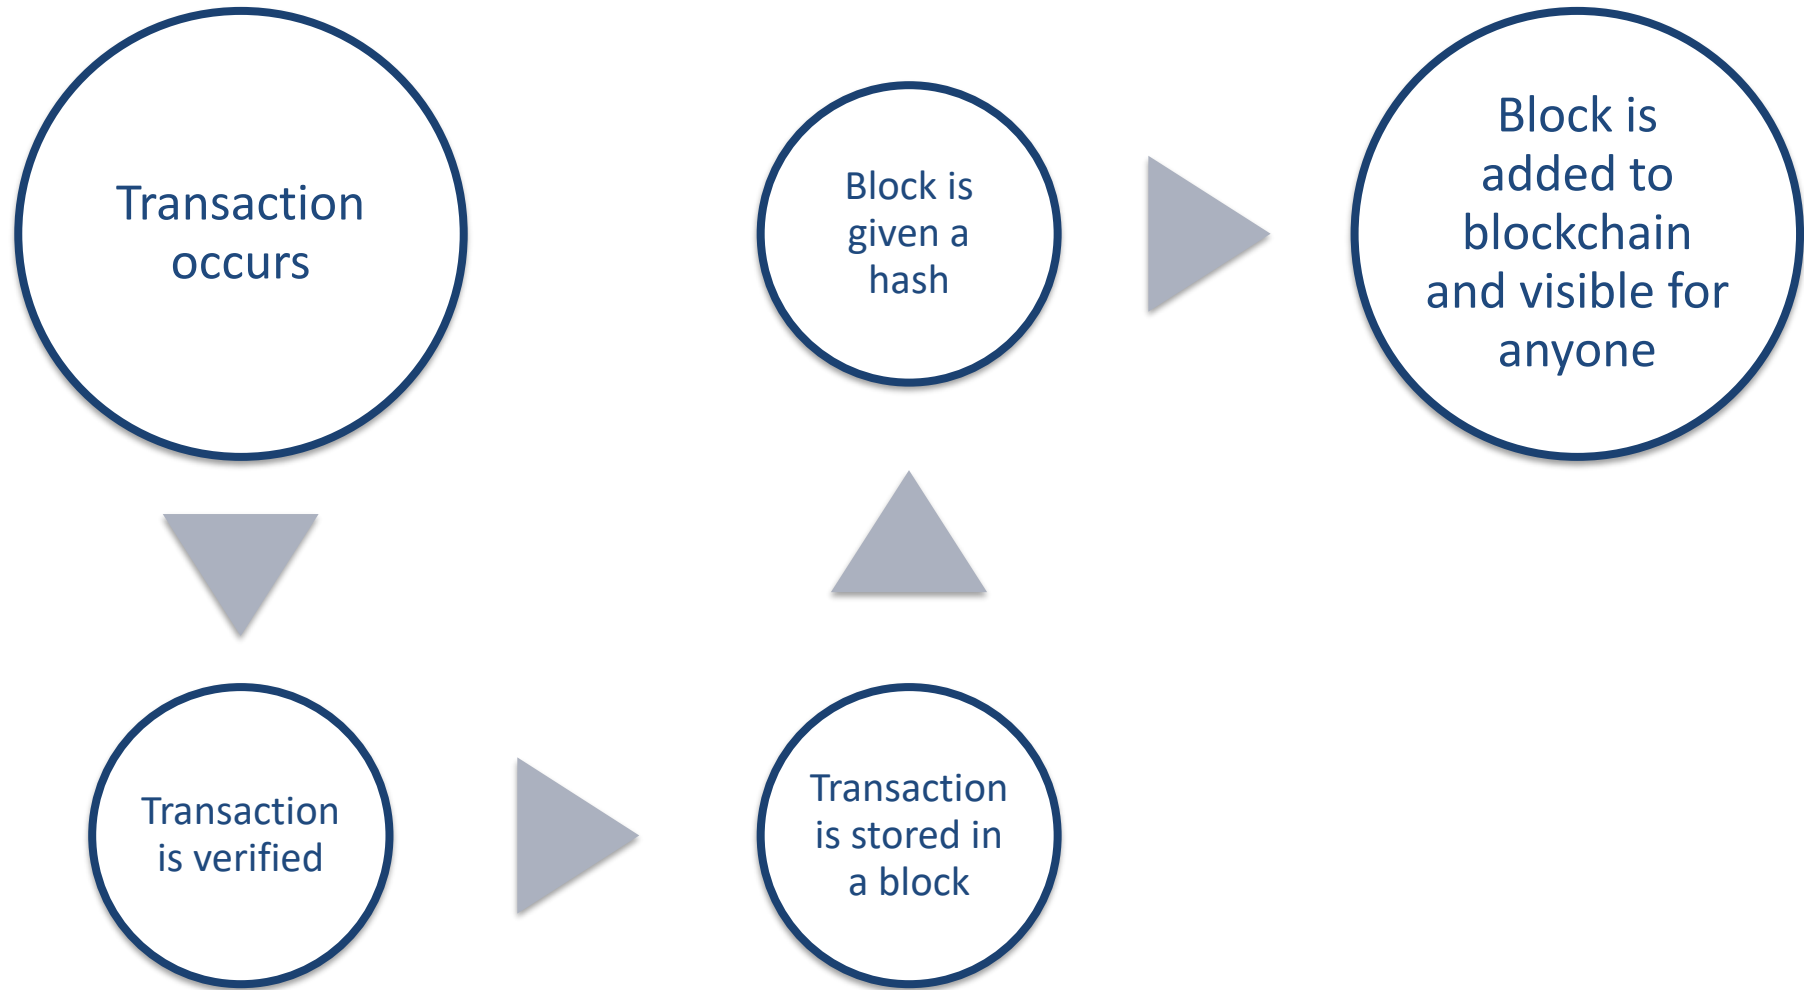 Transaction
occurs
Transaction
is verified
Transaction
is stored in
a block
Block is
given a
hash
Block is
added to
blockchain
and visible for
anyone